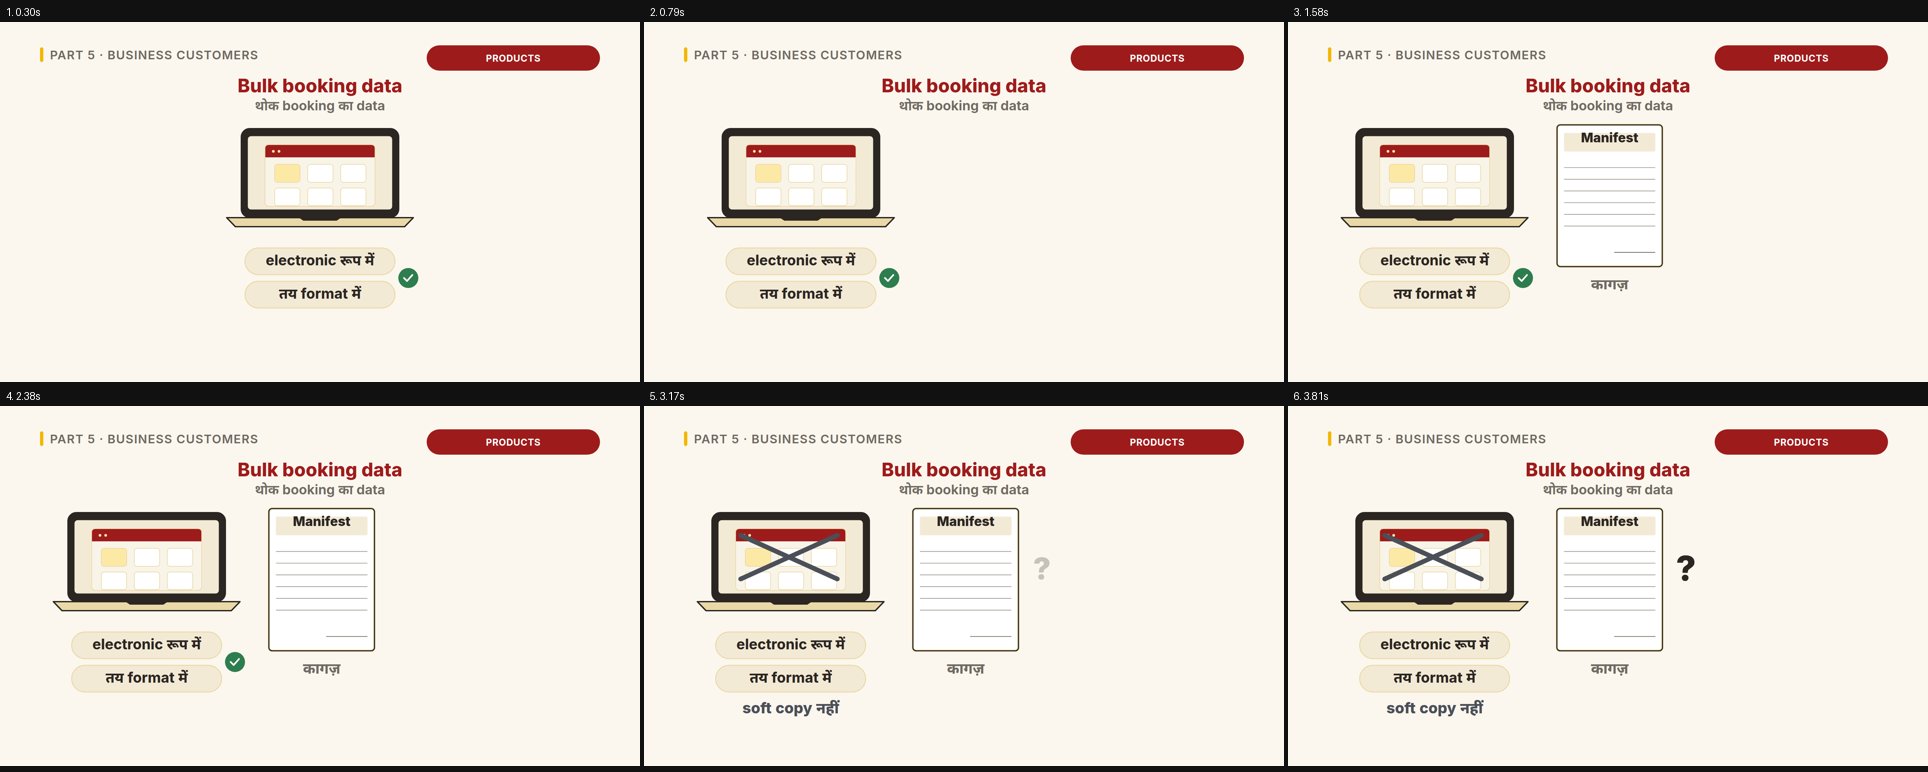 1. 0.30s
PART 5 · BUSINESS CUSTOMERS
PRODUCTS
Bulk booking data
थोक booking का data
electronic रूप में
तय format में
2. 0.79s
PART 5 · BUSINESS CUSTOMERS
PRODUCTS
Bulk booking data
थोक booking का data
electronic रूप में
तय format में
3. 1.58s
PART 5 · BUSINESS CUSTOMERS
PRODUCTS
Bulk booking data
थोक booking का data
Manifest
electronic रूप में
तय format में
कागज़
4. 2.38s
PART 5 · BUSINESS CUSTOMERS
PRODUCTS
Bulk booking data
थोक booking का data
Manifest
electronic रूप में
तय format में
कागज़
5. 3.17s
PART 5 · BUSINESS CUSTOMERS
PRODUCTS
Bulk booking data
थोक booking का data
Manifest
?
electronic रूप में
तय format में
कागज़
soft copy नहीं
6. 3.81s
PART 5 · BUSINESS CUSTOMERS
PRODUCTS
Bulk booking data
थोक booking का data
Manifest
?
electronic रूप में
तय format में
कागज़
soft copy नहीं